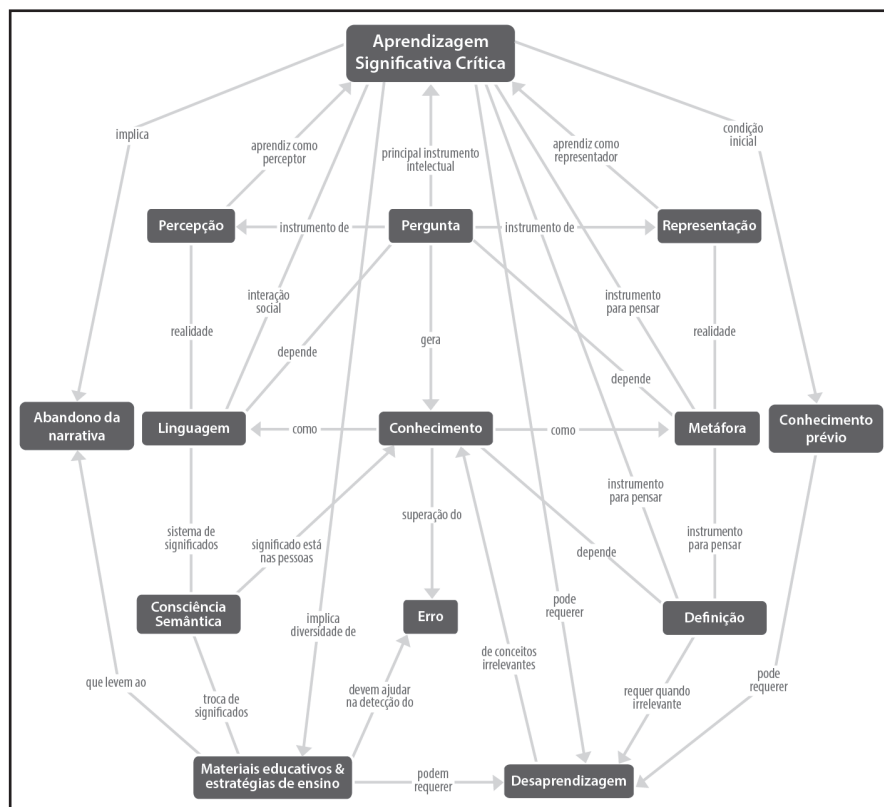 Aprendizagem
Significativa Crítica
implica
aprendiz como
perceptor
principal instrumento
intelectual
aprendiz como
representador
condição
inicial
Percepção
instrumento de
Pergunta
instrumento de
Representação
interação
social
instrumento
para pensar
realidade
realidade
depende
gera
depende
Abandono da
narrativa
Linguagem
como
Conhecimento
como
Metáfora
Conhecimento
prévio
instrumento
para pensar
sistema de
significados
significado está
nas pessoas
superação do
depende
instrumento
para pensar
Consciência
Semântica
implica
diversidade de
Erro
pode
requerer
Definição
de conceitos
irrelevantes
que levem ao
troca de
significados
devem ajudar
na detecção do
requer quando
irrelevante
pode
requerer
Materiais educativos &
estratégias de ensino
podem
requerer
Desaprendizagem